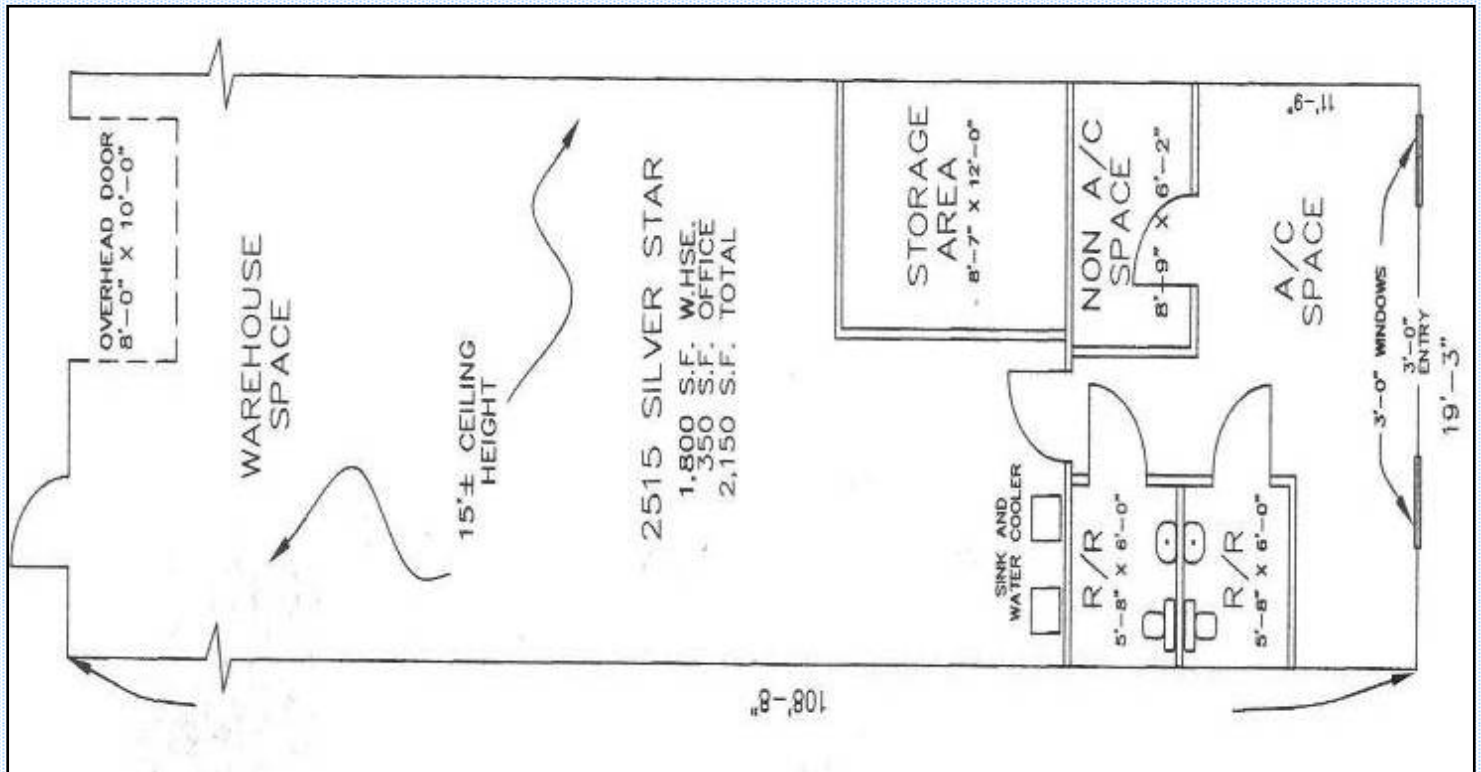 OVERHEAD DOOR
8'-0" X 10'-0"
WAREHOUSE
SPACE
15'± CEILING
HEIGHT
2515 SILVER STAR
1,800 S.F. W.HSE.
350 S.F. OFFICE
2,150 S.F. TOTAL
STORAGE
AREA
8'-7" X 12'-0"
NON A/C
SPACE
8'-9" X 6'-2"
11'-9"
A/C
SPACE
3'-0" WINDOWS
3'-0"
ENTRY
19'-3"
SINK AND
WATER COOLER
R/R
5'-8" X 6'-0"
R/R
5'-8" X 6'-0"
108'-8"